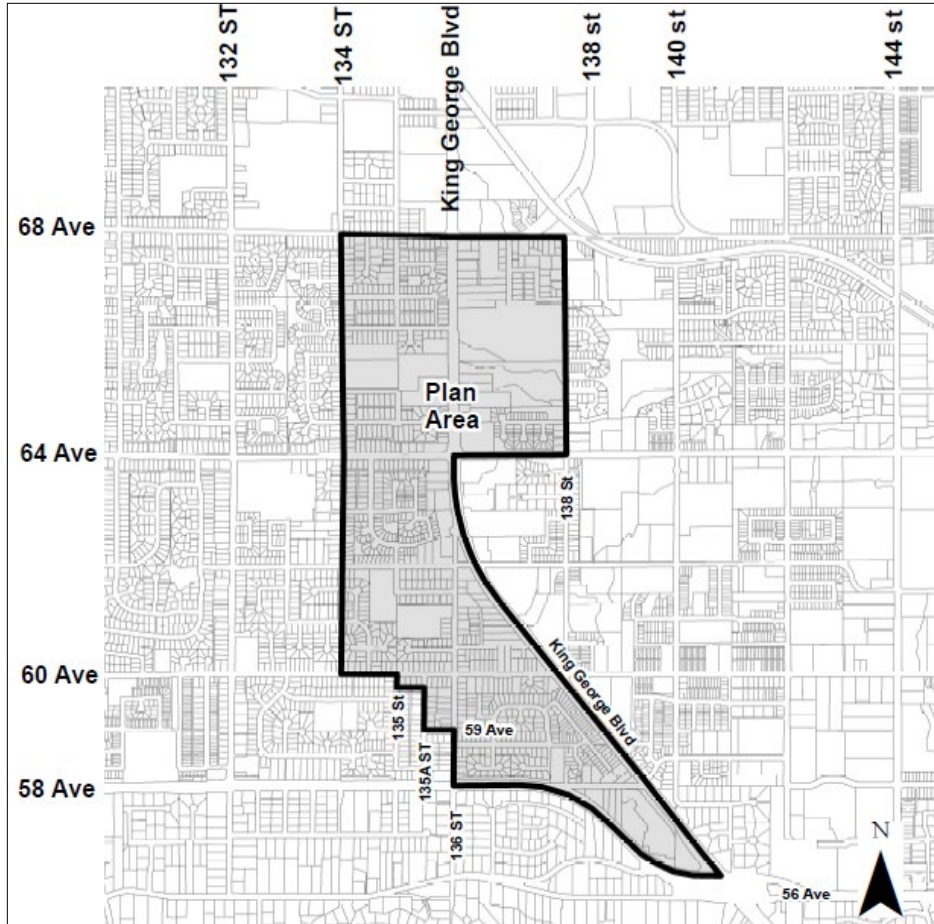 132 ST
134 ST
King George Blvd
138 st
140 st
144 st
68 Ave
Plan
Area
64 Ave
138 St
King George Blvd
60 Ave
135 St
59 Ave
135A ST
58 Ave
136 ST
N
56 Ave